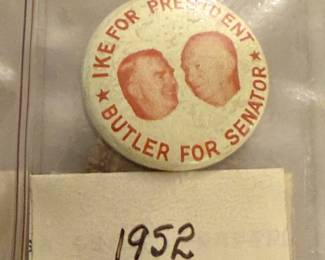 ★ IKE FOR PRESIDENT ★
BUTLER FOR SENATOR
1952